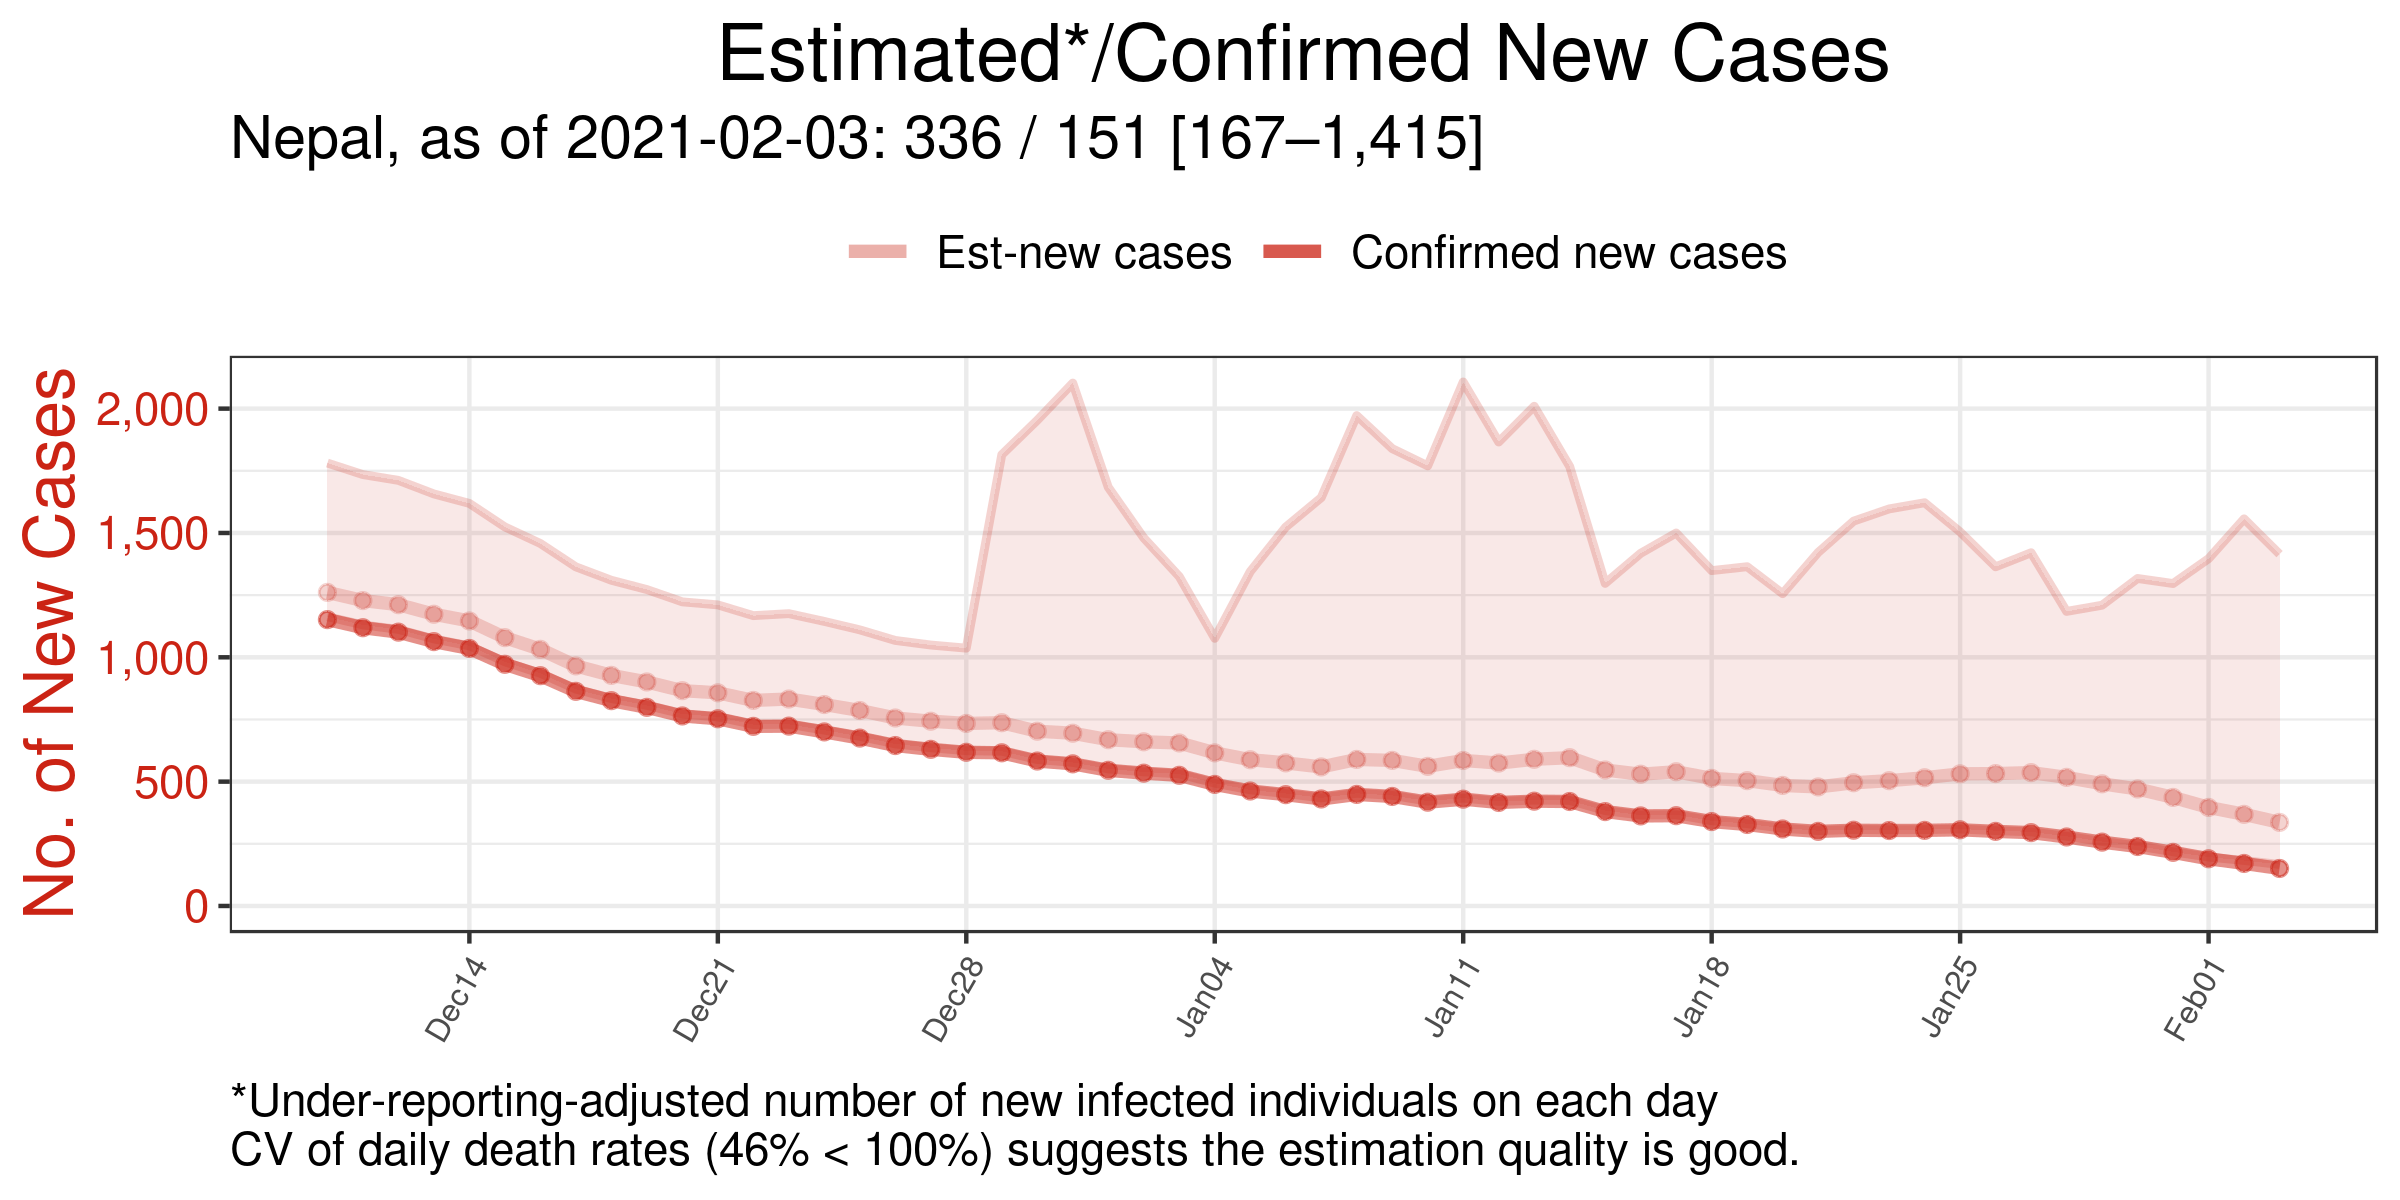 Estimated*/Confirmed New Cases
Nepal, as of 2021-02-03: 336 / 151 [167–1,415]
Est-new cases Confirmed new cases
No. of New Cases
2,000
1,500
1,000
500
0
Dec14 Dec21 Dec28 Jan04 Jan11 Jan18 Jan25 Feb01
*Under-reporting-adjusted number of new infected individuals on each day
CV of daily death rates (46% < 100%) suggests the estimation quality is good.